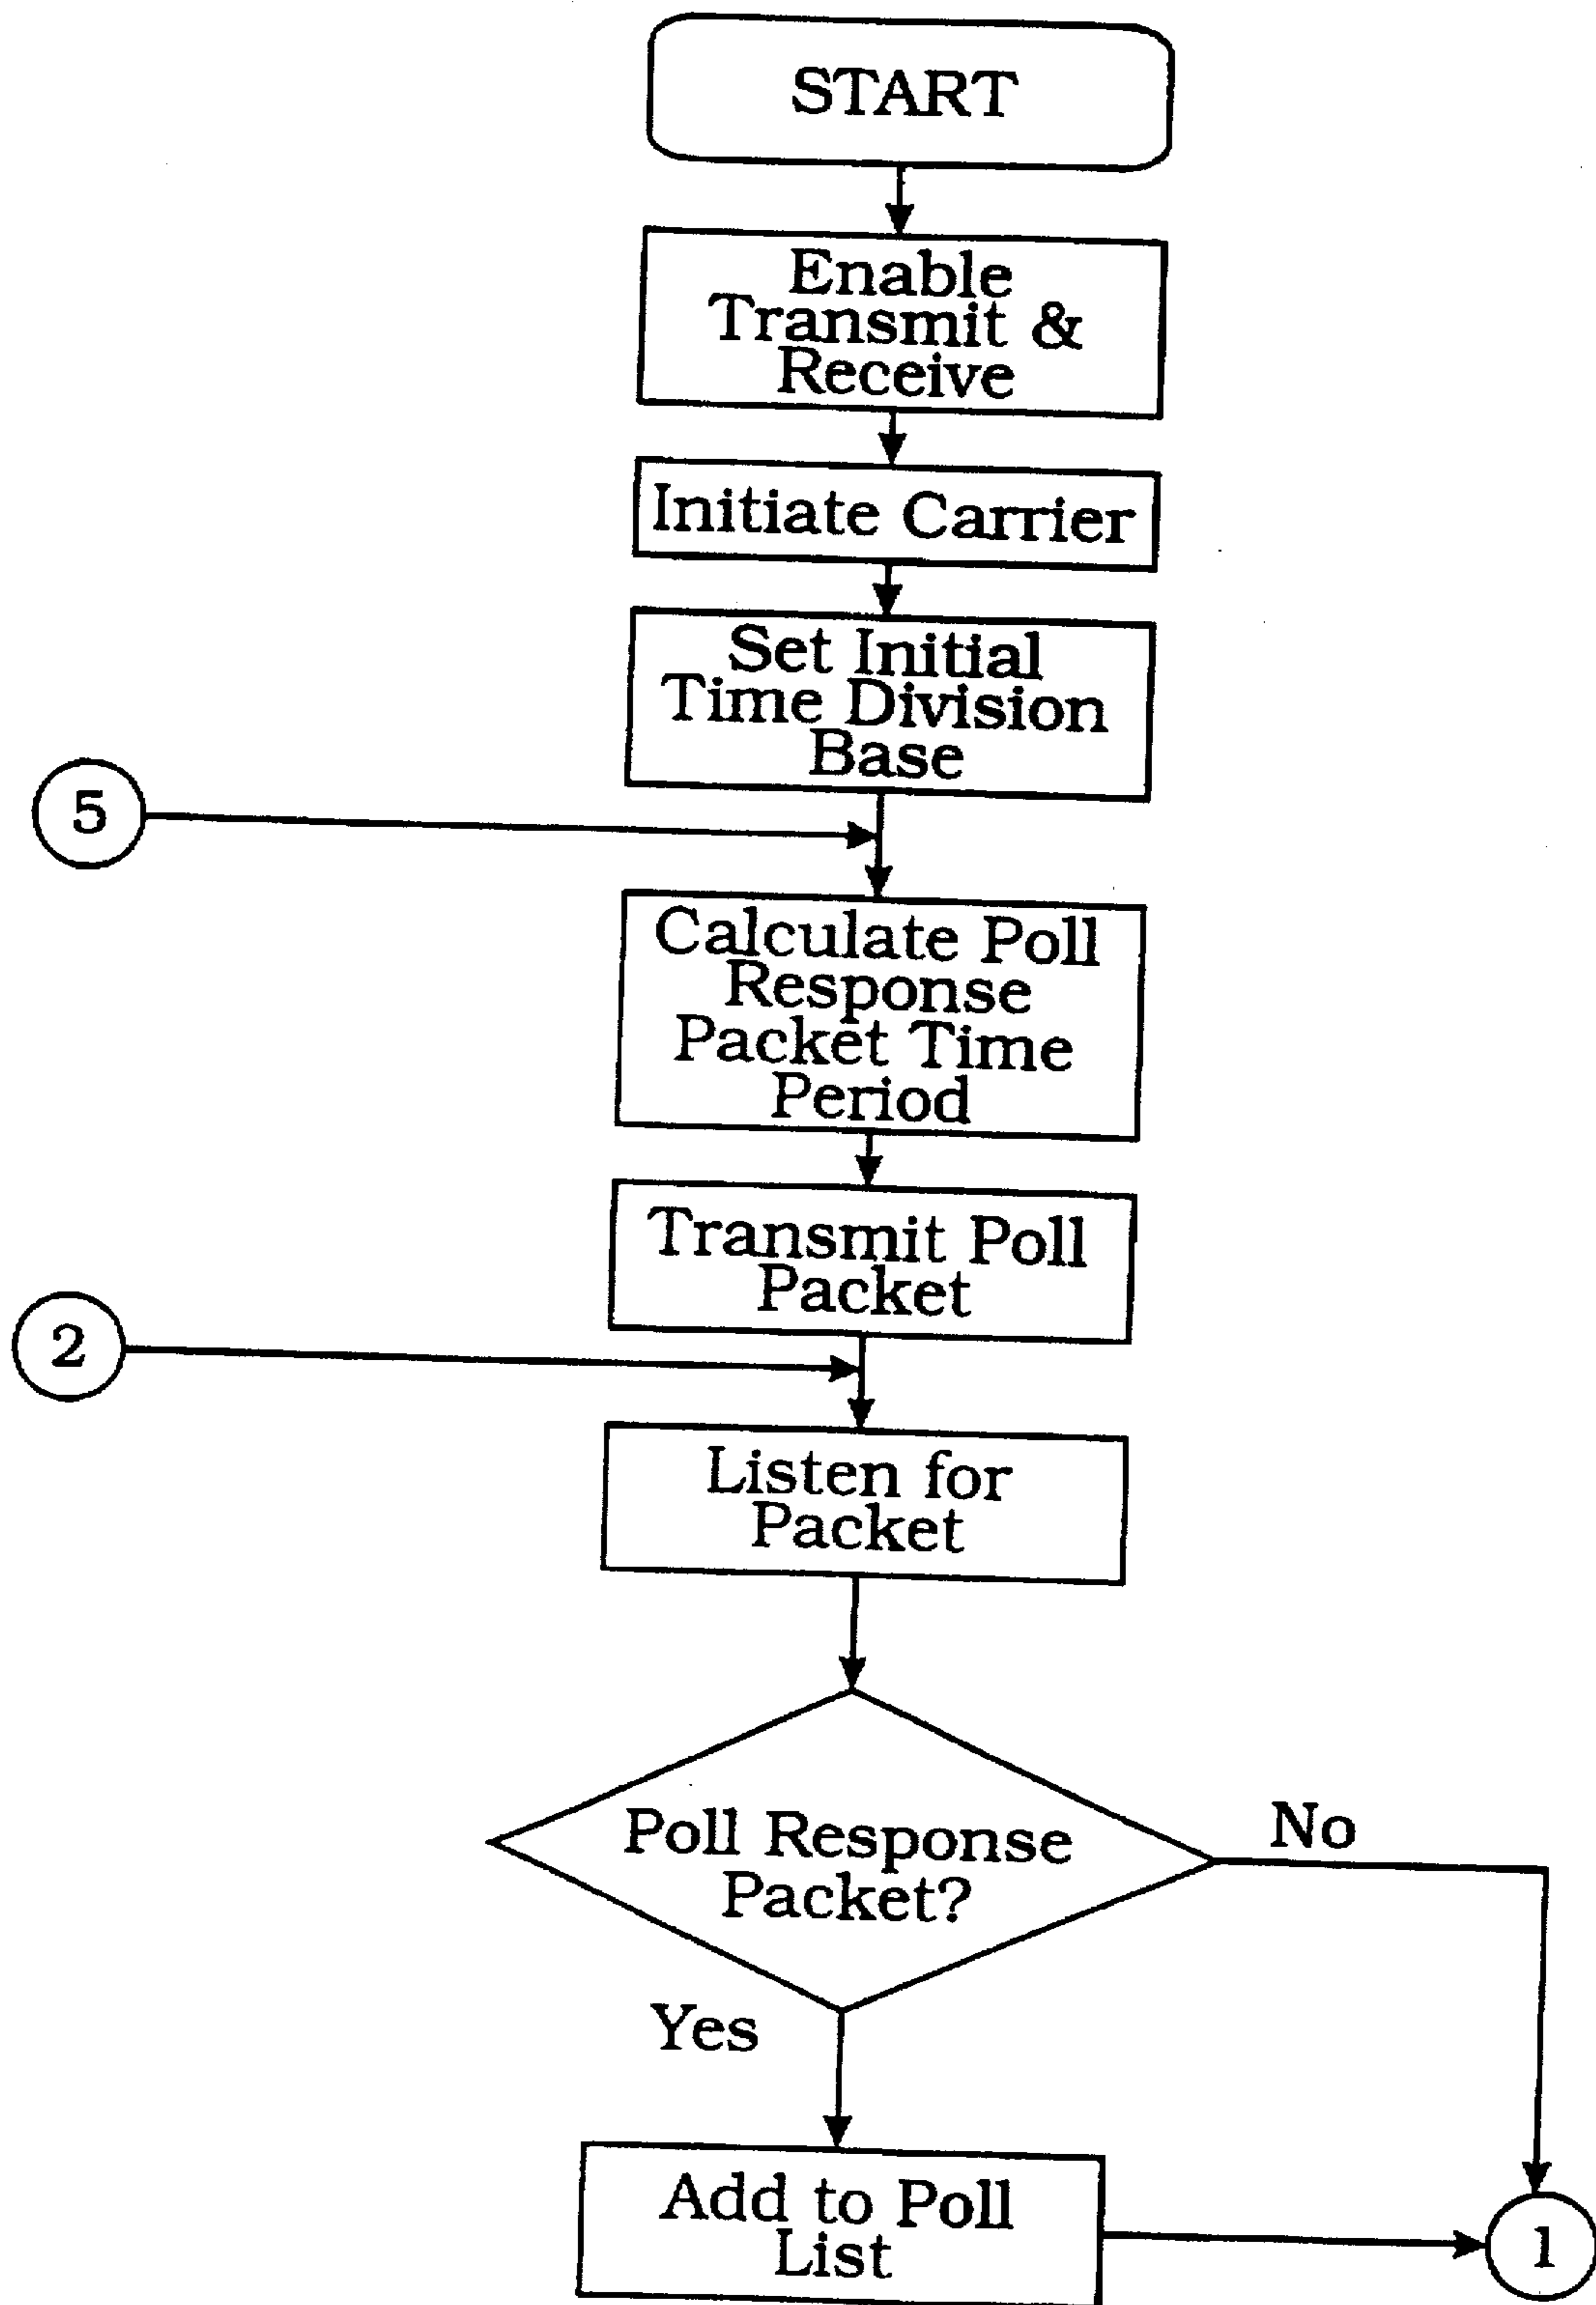 START
Enable
Transmit &
Receive
Initiate Carrier
Set Initial
Time Division
Base
5
Calculate Poll
Response
Packet Time
Period
Transmit Poll
Packet
2
Listen for
Packet
Poll Response
Packet?
No
Yes
Add to Poll
List
1